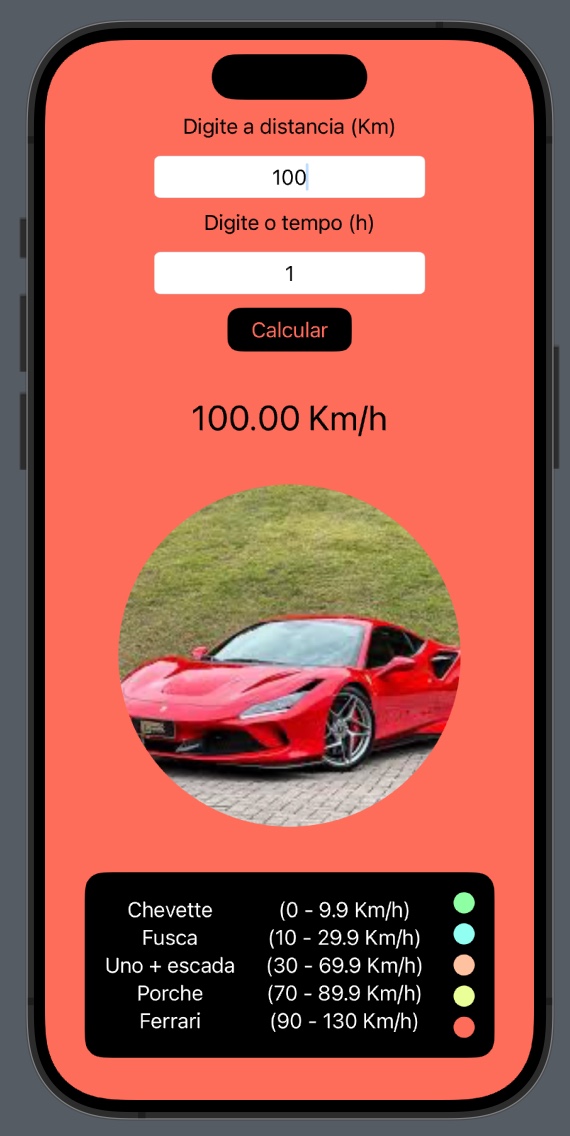 Digite a distancia (Km)
100
Digite o tempo (h)
1
Calcular
100.00 Km/h
Chevette (0 - 9.9 Km/h)
Fusca (10 - 29.9 Km/h)
Uno + escada (30 - 69.9 Km/h)
Porche (70 - 89.9 Km/h)
Ferrari (90 - 130 Km/h)